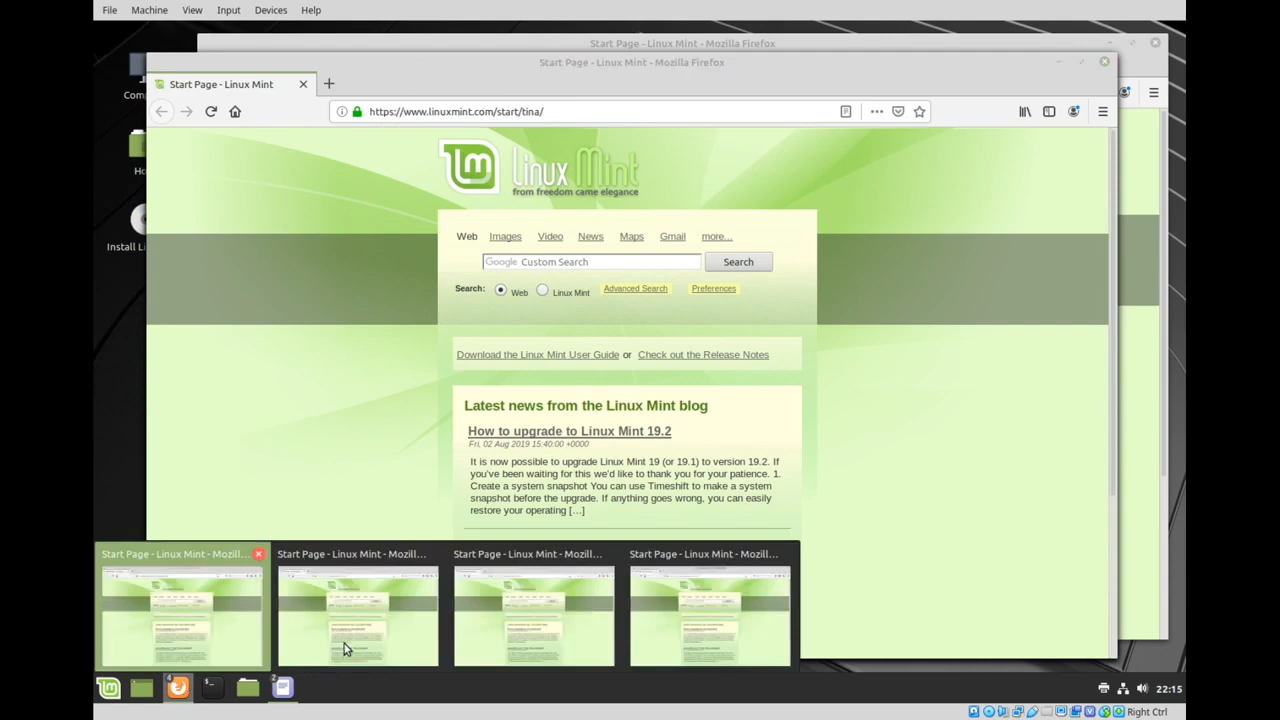 File Machine View Input Devices Help
Start Page - Linux Mint - Mozilla Firefox
Start Page - Linux Mint - Mozilla Firefox
Start Page - Linux Mint
https://www.linuxmint.com/start/tina/
Linux Mint
from freedom came elegance
Web Images Video News Maps Gmail more...
Google Custom Search Search
Search: Web Linux Mint Advanced Search Preferences
Download the Linux Mint User Guide or Check out the Release Notes
Latest news from the Linux Mint blog
How to upgrade to Linux Mint 19.2
Fri, 02 Aug 2019 15:40:00 +0000
It is now possible to upgrade Linux Mint 19 (or 19.1) to version 19.2. If
you've been waiting for this we'd like to thank you for your patience. 1.
Create a system snapshot You can use Timeshift to make a system
snapshot before the upgrade. If anything goes wrong, you can easily
restore your operating […]
Comp
Ho
Install Li
Start Page - Linux Mint - Mozill... Start Page - Linux Mint - Mozill... Start Page - Linux Mint - Mozill... Start Page - Linux Mint - Mozill...
4 2
22:15
Right Ctrl